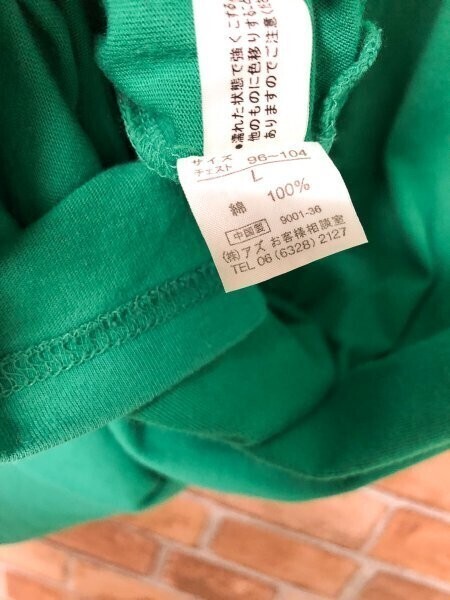 •濡れた状態で強くこする
他のものに色移りすること
ありますのでご注意
サイズ
チェスト 96~104
L
綿 100%
中国製 9001-36
(株)アズ お客様相談室
TEL 06 (6328) 2127